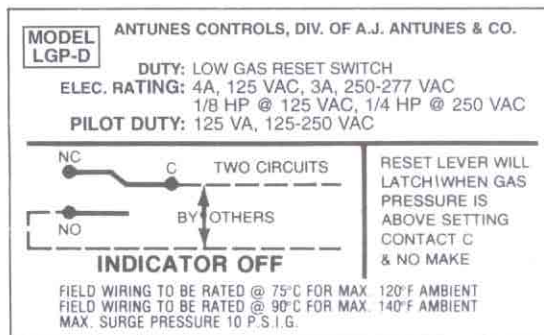 MODEL
LGP-D
ANTUNES CONTROLS, DIV. OF A.J. ANTUNES & CO.
DUTY: LOW GAS RESET SWITCH
ELEC. RATING: 4A, 125 VAC, 3A, 250-277 VAC
1/8 HP @ 125 VAC, 1/4 HP @ 250 VAC
PILOT DUTY: 125 VA, 125-250 VAC
NC
C
TWO CIRCUITS
NO
BY OTHERS
INDICATOR OFF
RESET LEVER WILL
LATCH\WHEN GAS
PRESSURE IS
ABOVE SETTING
CONTACT C
& NO MAKE
FIELD WIRING TO BE RATED @ 75°C FOR MAX. 120°F AMBIENT
FIELD WIRING TO BE RATED @ 90°C FOR MAX. 140°F AMBIENT
MAX. SURGE PRESSURE 10 P.S.I.G.